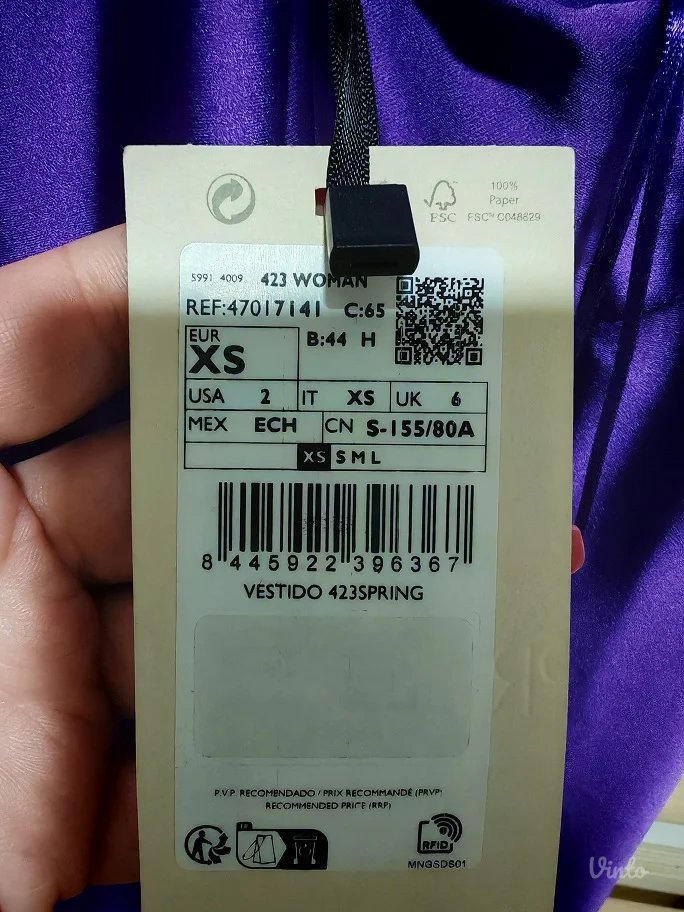 100%
Paper
FSC FSC™ C048829
5991 4009 423 WOMAN
REF:47017141 C:65
EUR
XS
B:44 H
USA 2 IT XS UK 6
MEX ECH CN S-155/80A
XS S M L
8 445922 396367
VESTIDO 423SPRING
P.V.P. RECOMENDADO / PRIX RECOMMANDÉ (PRVP)
RECOMMENDED PRICE (RRP)
RFID
MNGSDS01
Vinto